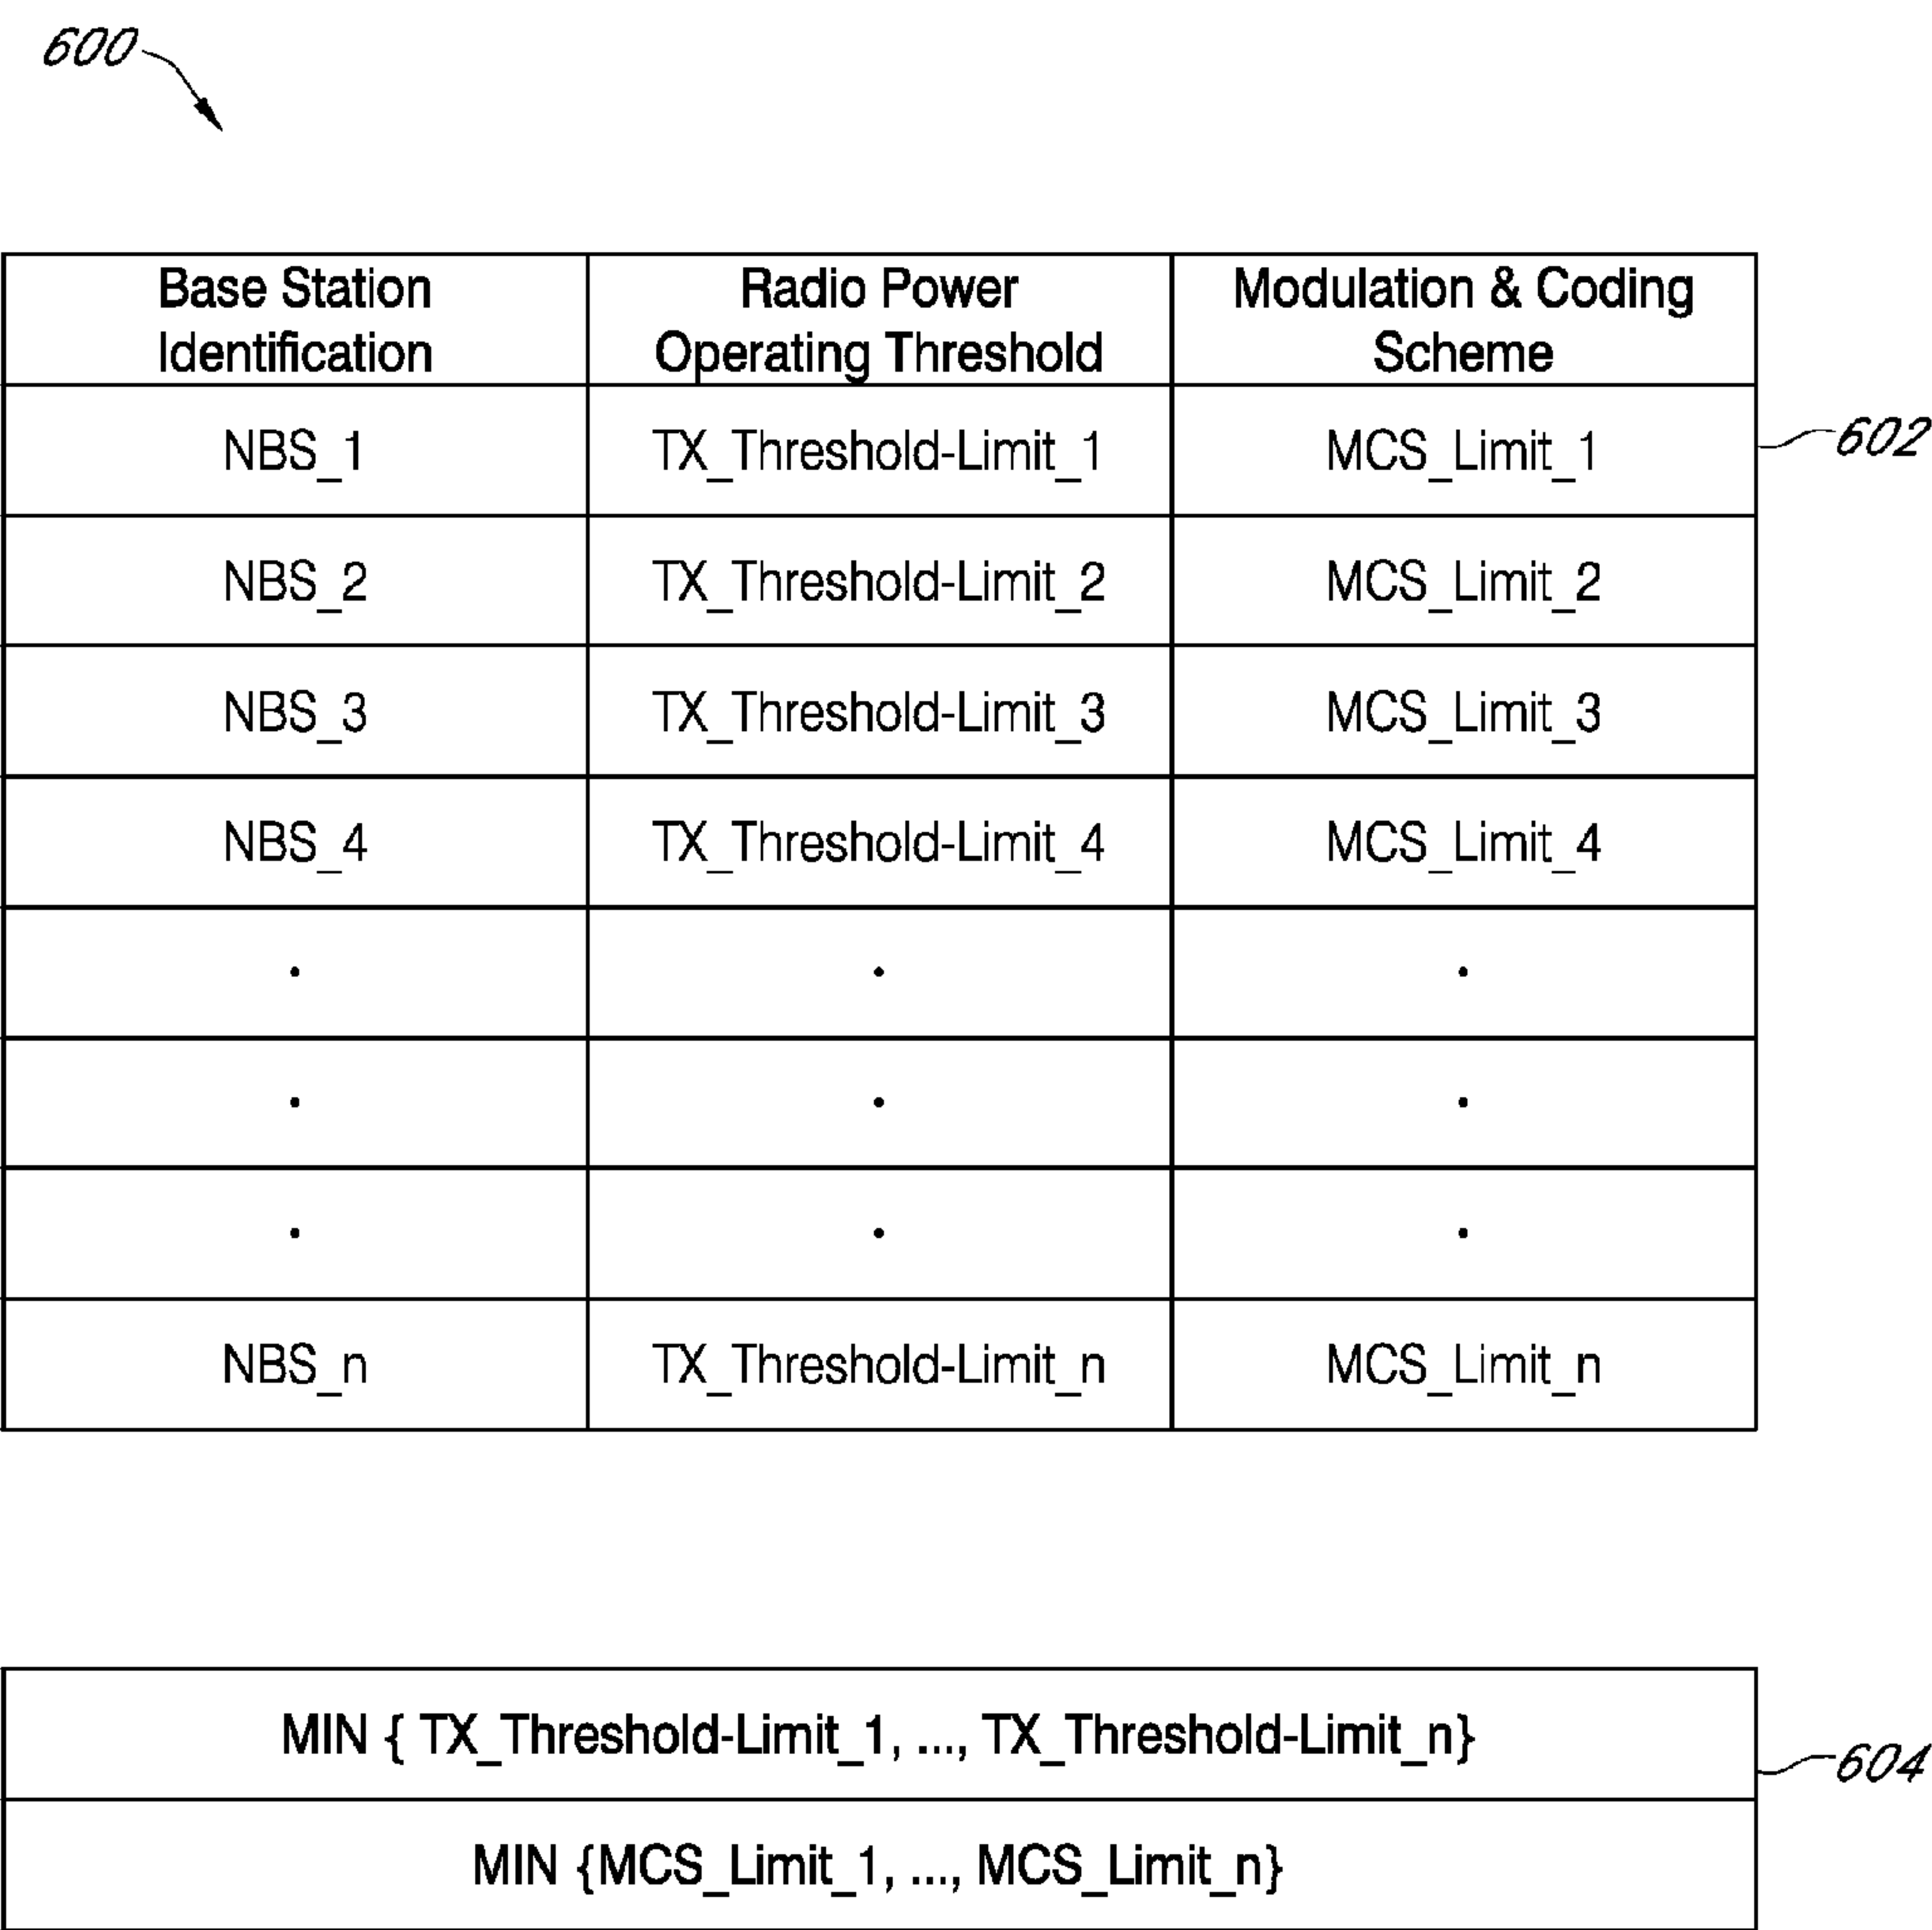 600
Base Station Identification
Radio Power Operating Threshold
Modulation & Coding Scheme
NBS_1 TX_Threshold-Limit_1 MCS_Limit_1
602
NBS_2 TX_Threshold-Limit_2 MCS_Limit_2
NBS_3 TX_Threshold-Limit_3 MCS_Limit_3
NBS_4 TX_Threshold-Limit_4 MCS_Limit_4
. . .
. . .
. . .
NBS_n TX_Threshold-Limit_n MCS_Limit_n
MIN { TX_Threshold-Limit_1, ..., TX_Threshold-Limit_n}
604
MIN {MCS_Limit_1, ..., MCS_Limit_n}